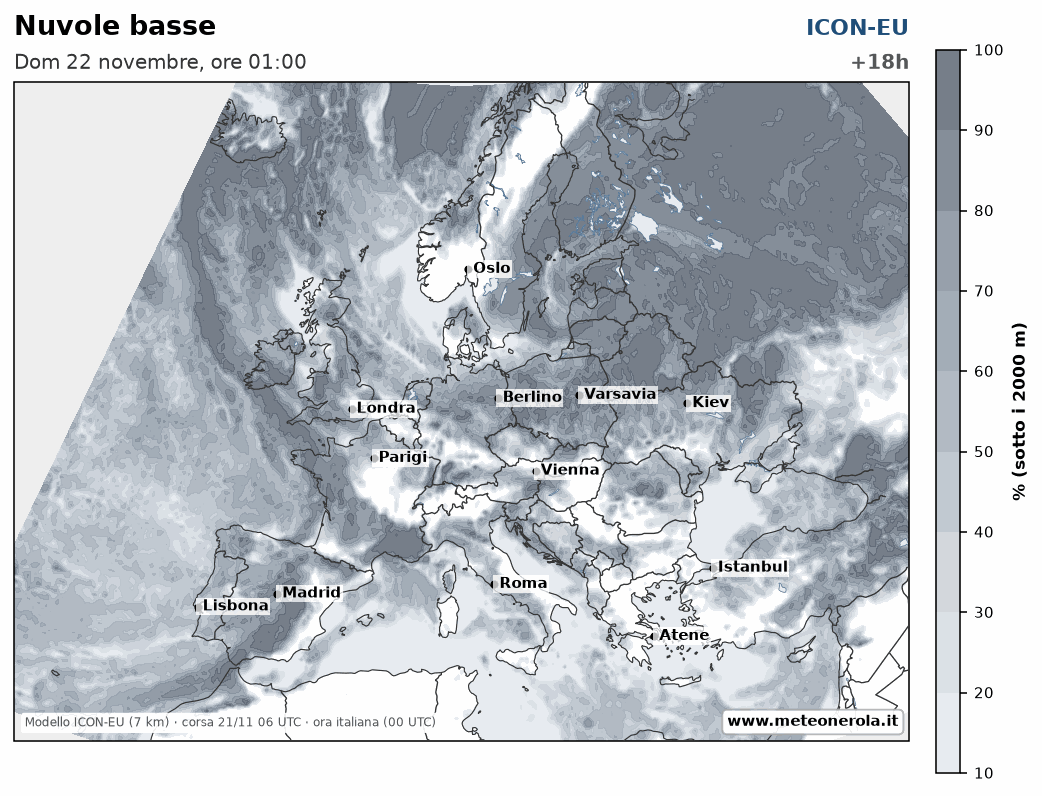 Nuvole basse
ICON-EU
Dom 22 novembre, ore 01:00
+18h
100
90
80
70
60
50
40
30
20
10
% (sotto i 2000 m)
Oslo
Berlino
Varsavia
Kiev
Londra
Parigi
Vienna
Istanbul
Roma
Madrid
Lisbona
Atene
Modello ICON-EU (7 km) · corsa 21/11 06 UTC · ora italiana (00 UTC)
www.meteonerola.it